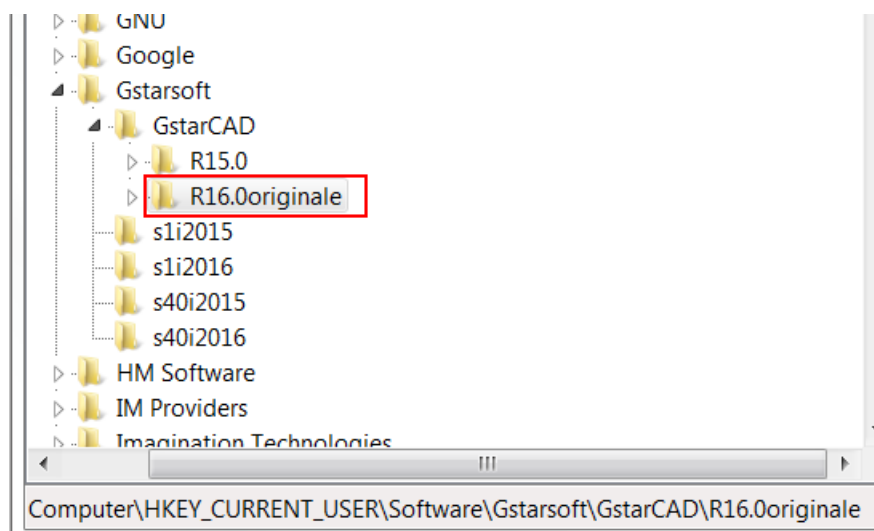 GNU
Google
Gstarsoft
GstarCAD
R15.0
R16.0originale
s1i2015
s1i2016
s40i2015
s40i2016
HM Software
IM Providers
Imagination Technologies
Computer\HKEY_CURRENT_USER\Software\Gstarsoft\GstarCAD\R16.0originale